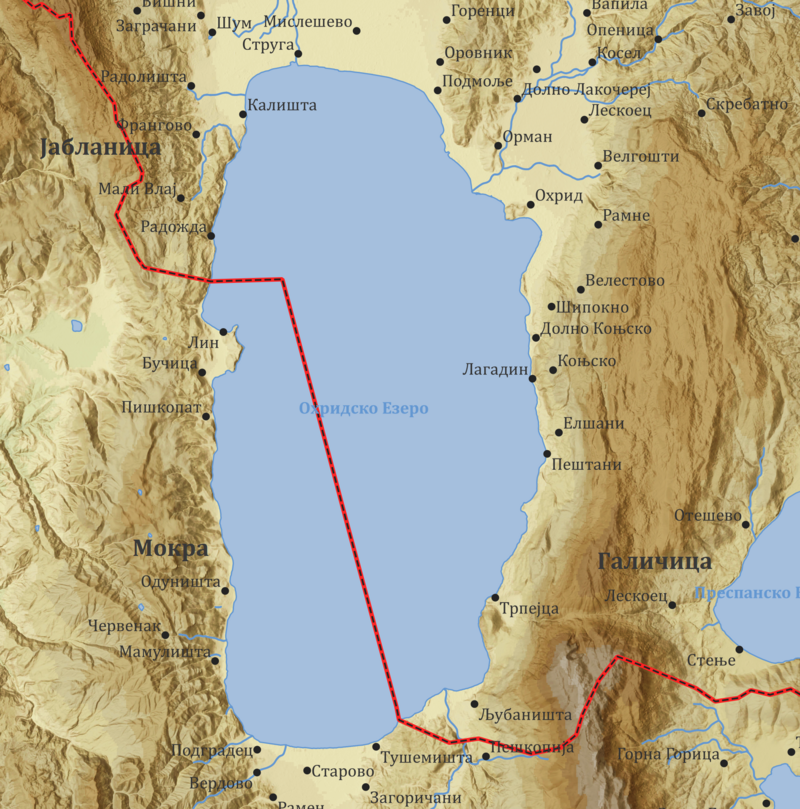 Вишни
Заграчани
Шум
Мислешево
Струга
Горенци
Вапила
Завој
Опеница
Оровник
Косел
Подмоље
Радолишта
Калишта
Долно Лакочереј
Лескоец
Скребатно
Франгово
Јабланица
Орман
Велгошти
Мали Влај
Охрид
Радожда
Рамне
Велестово
Шипокно
Долно Коњско
Лин
Бучица
Коњско
Лагадин
Пишкопат
Охридско Езеро
Елшани
Пештани
Отешево
Мокра
Галичица
Одуништа
Лескоец
Преспанско
Трпејца
Червенак
Мамулишта
Стење
Љубаништа
Подградец
Тушемишта
Пешкопија
Горна Горица
Старово
Вердово
Загоричани
Рамен